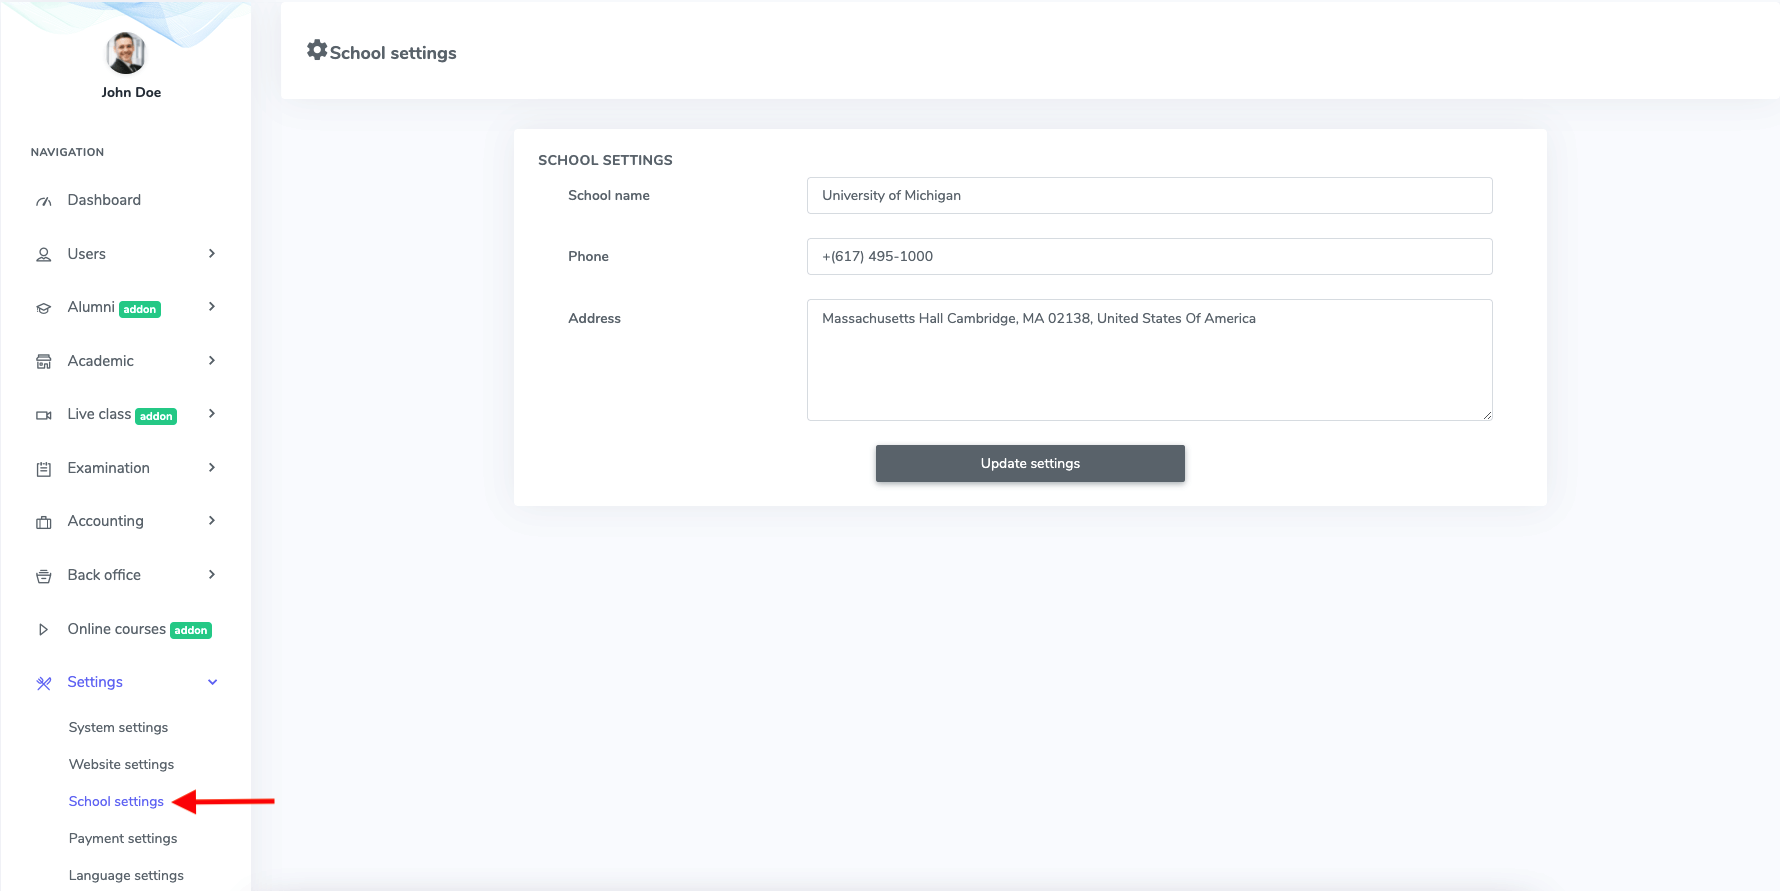 John Doe
NAVIGATION
Dashboard
Users
Alumni addon
Academic
Live class addon
Examination
Accounting
Back office
Online courses addon
Settings
System settings
Website settings
School settings
Payment settings
Language settings
School settings
SCHOOL SETTINGS
School name
University of Michigan
Phone
+(617) 495-1000
Address
Massachusetts Hall Cambridge, MA 02138, United States Of America
Update settings